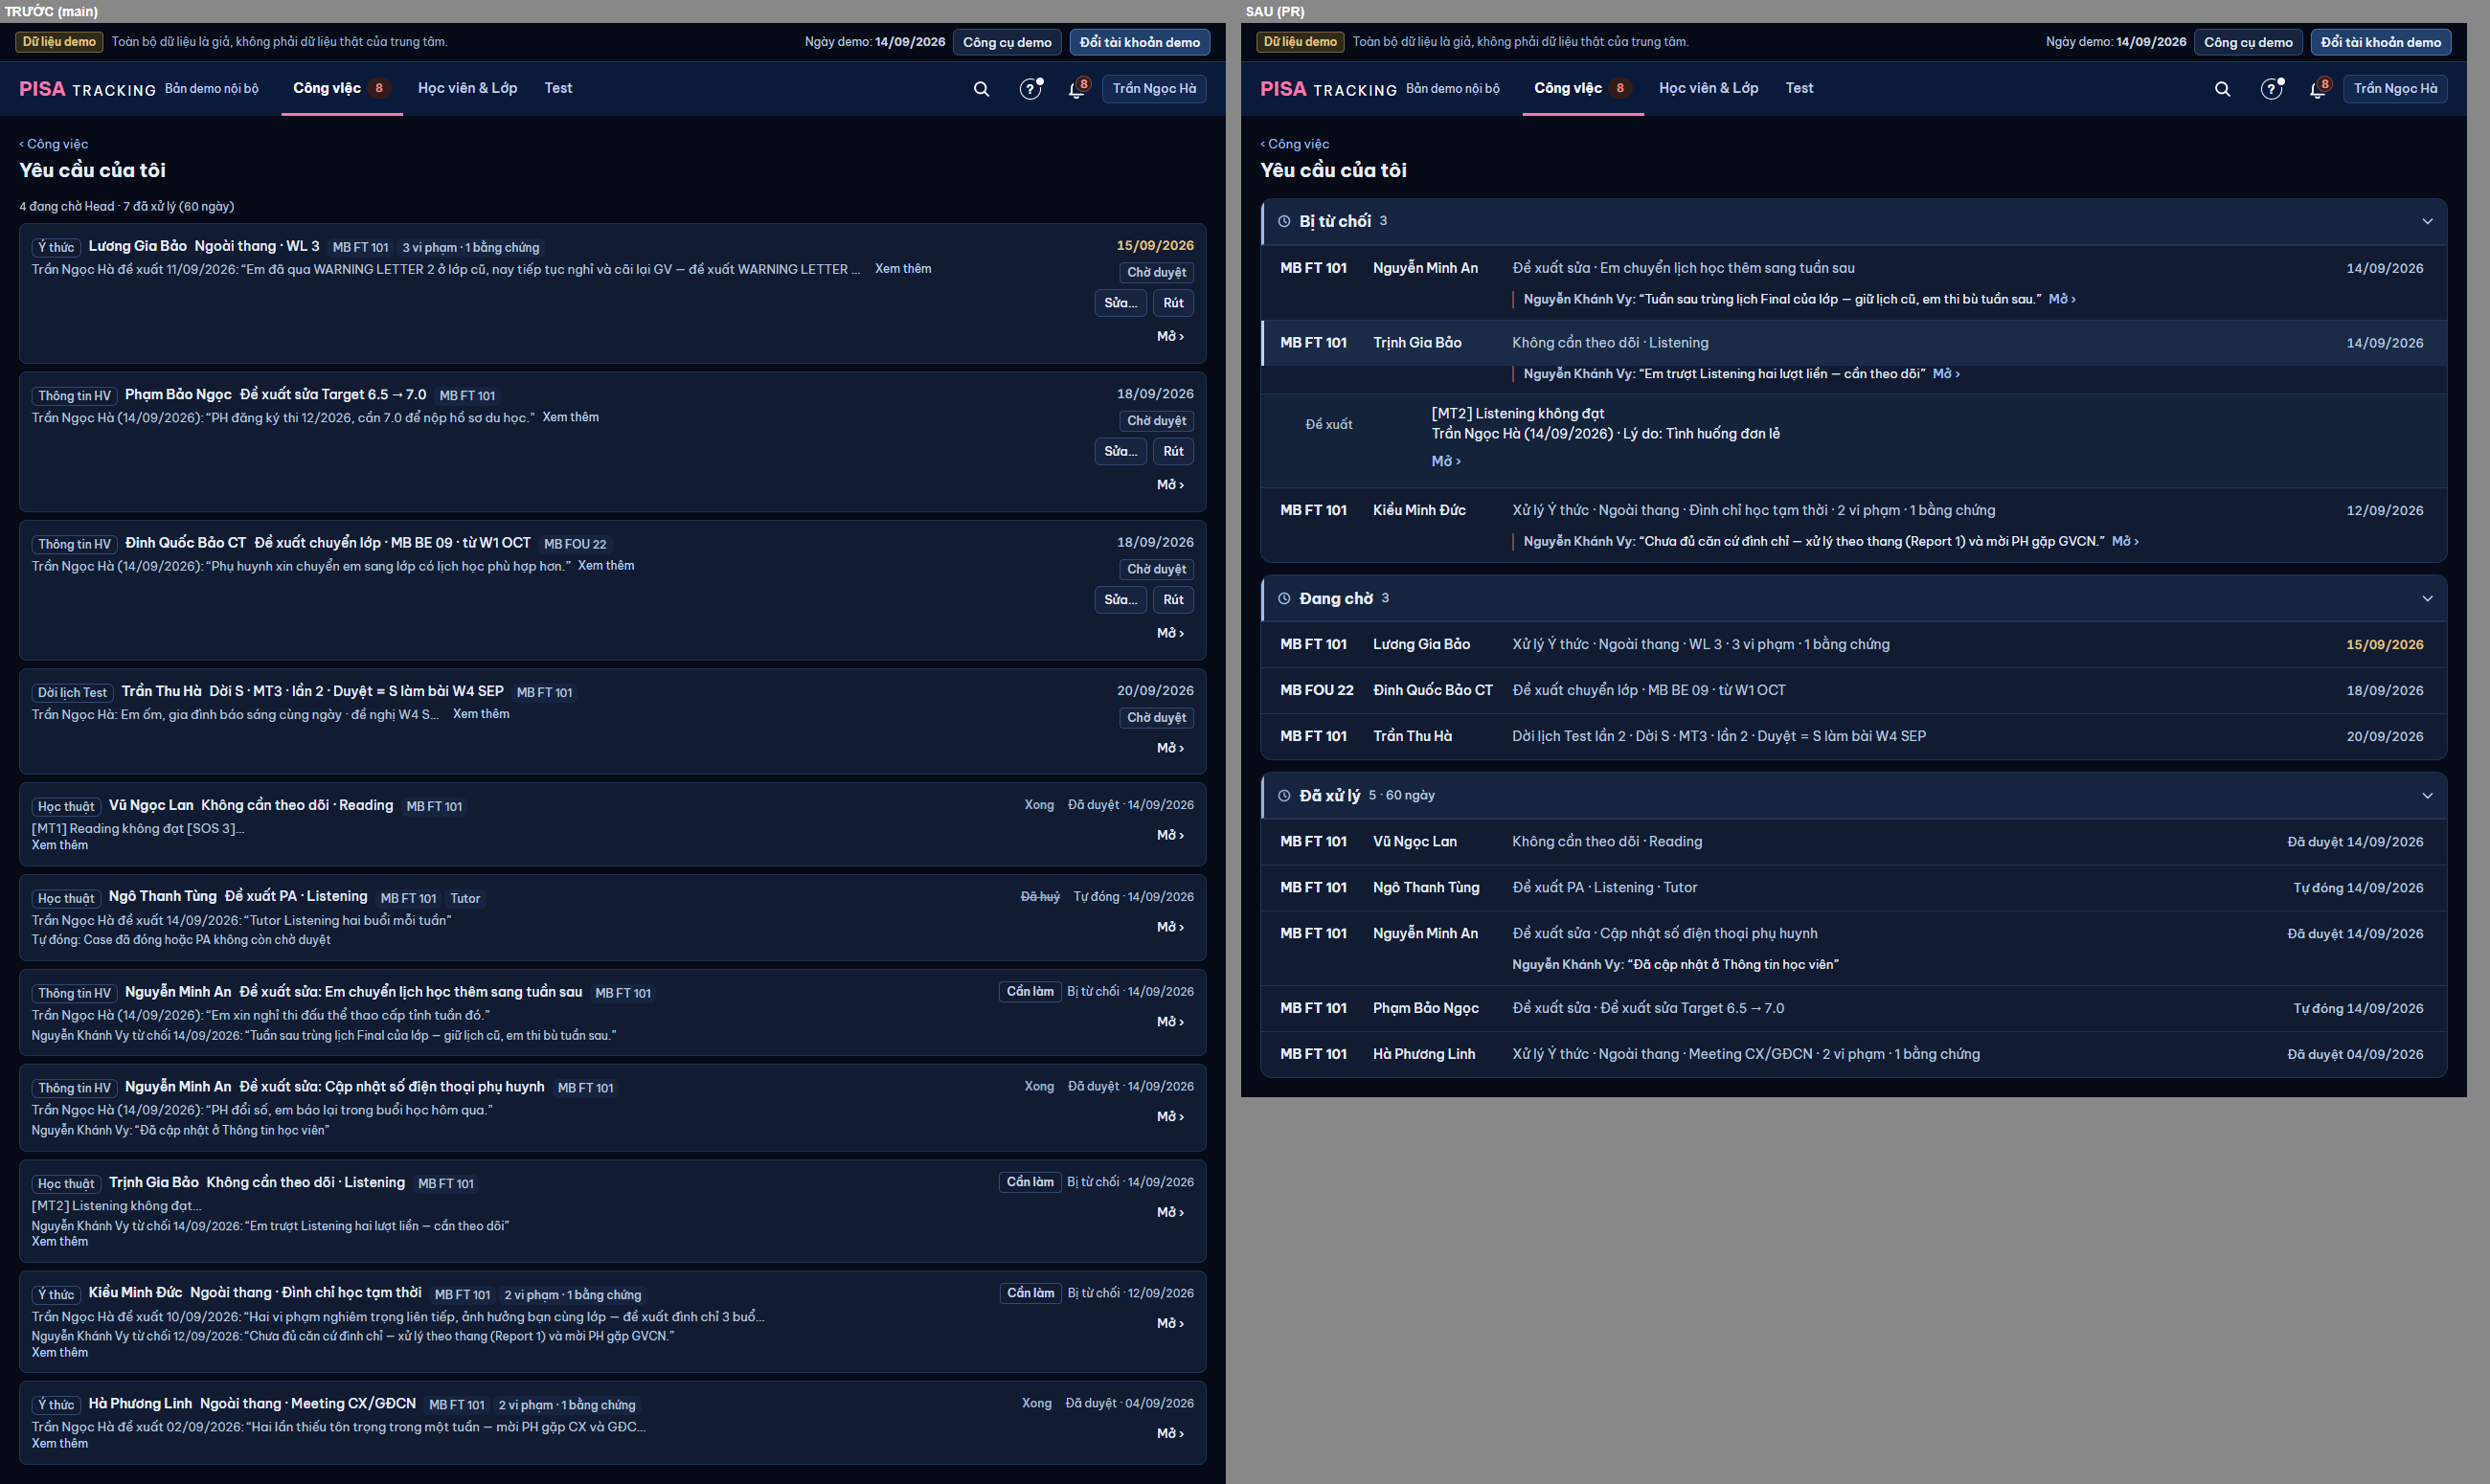 TRƯỚC (main)
Dữ liệu demo Toàn bộ dữ liệu là giả, không phải dữ liệu thật của trung tâm. Ngày demo: 14/09/2026 Công cụ demo Đổi tài khoản demo
PISA TRACKING Bản demo nội bộ Công việc 8 Học viên & Lớp Test ? 8 Trần Ngọc Hà
‹ Công việc
Yêu cầu của tôi
4 đang chờ Head · 7 đã xử lý (60 ngày)
Ý thức Lương Gia Bảo Ngoài thang · WL 3 MB FT 101 3 vi phạm · 1 bằng chứng 15/09/2026
Trần Ngọc Hà đề xuất 11/09/2026: “Em đã qua WARNING LETTER 2 ở lớp cũ, nay tiếp tục nghỉ và cãi lại GV — đề xuất WARNING LETTER ... Xem thêm
Chờ duyệt
Sửa... Rút
Mở ›
Thông tin HV Phạm Bảo Ngọc Đề xuất sửa Target 6.5 → 7.0 MB FT 101 18/09/2026
Trần Ngọc Hà (14/09/2026): “PH đăng ký thi 12/2026, cần 7.0 để nộp hồ sơ du học.” Xem thêm
Chờ duyệt
Sửa... Rút
Mở ›
Thông tin HV Đinh Quốc Bảo CT Đề xuất chuyển lớp · MB BE 09 · từ W1 OCT MB FOU 22 18/09/2026
Trần Ngọc Hà (14/09/2026): “Phụ huynh xin chuyển em sang lớp có lịch học phù hợp hơn.” Xem thêm
Chờ duyệt
Sửa... Rút
Mở ›
Dời lịch Test Trần Thu Hà Dời S · MT3 · lần 2 · Duyệt = S làm bài W4 SEP MB FT 101 20/09/2026
Trần Ngọc Hà: Em ốm, gia đình báo sáng cùng ngày · đề nghị W4 S... Xem thêm
Chờ duyệt
Mở ›
Học thuật Vũ Ngọc Lan Không cần theo dõi · Reading MB FT 101 Xong Đã duyệt · 14/09/2026
[MT1] Reading không đạt [SOS 3]...
Xem thêm
Mở ›
Học thuật Ngô Thanh Tùng Đề xuất PA · Listening MB FT 101 Tutor Đã huỷ Tự đóng · 14/09/2026
Trần Ngọc Hà đề xuất 14/09/2026: “Tutor Listening hai buổi mỗi tuần”
Tự đóng: Case đã đóng hoặc PA không còn chờ duyệt
Mở ›
Thông tin HV Nguyễn Minh An Đề xuất sửa: Em chuyển lịch học thêm sang tuần sau MB FT 101 Cần làm Bị từ chối · 14/09/2026
Trần Ngọc Hà (14/09/2026): “Em xin nghỉ thi đấu thể thao cấp tỉnh tuần đó.”
Nguyễn Khánh Vy từ chối 14/09/2026: “Tuần sau trùng lịch Final của lớp — giữ lịch cũ, em thi bù tuần sau.”
Mở ›
Thông tin HV Nguyễn Minh An Đề xuất sửa: Cập nhật số điện thoại phụ huynh MB FT 101 Xong Đã duyệt · 14/09/2026
Trần Ngọc Hà (14/09/2026): “PH đổi số, em báo lại trong buổi học hôm qua.”
Nguyễn Khánh Vy: “Đã cập nhật ở Thông tin học viên”
Mở ›
Học thuật Trịnh Gia Bảo Không cần theo dõi · Listening MB FT 101 Cần làm Bị từ chối · 14/09/2026
[MT2] Listening không đạt...
Nguyễn Khánh Vy từ chối 14/09/2026: “Em trượt Listening hai lượt liền — cần theo dõi”
Xem thêm
Mở ›
Ý thức Kiều Minh Đức Ngoài thang · Đình chỉ học tạm thời MB FT 101 2 vi phạm · 1 bằng chứng Cần làm Bị từ chối · 12/09/2026
Trần Ngọc Hà đề xuất 10/09/2026: “Hai vi phạm nghiêm trọng liên tiếp, ảnh hưởng bạn cùng lớp — đề xuất đình chỉ 3 buổ...
Nguyễn Khánh Vy từ chối 12/09/2026: “Chưa đủ căn cứ đình chỉ — xử lý theo thang (Report 1) và mời PH gặp GVCN.”
Xem thêm
Mở ›
Ý thức Hà Phương Linh Ngoài thang · Meeting CX/GĐCN MB FT 101 2 vi phạm · 1 bằng chứng Xong Đã duyệt · 04/09/2026
Trần Ngọc Hà đề xuất 02/09/2026: “Hai lần thiếu tôn trọng trong một tuần — mời PH gặp CX và GĐC...
Xem thêm
Mở ›
SAU (PR)
Dữ liệu demo Toàn bộ dữ liệu là giả, không phải dữ liệu thật của trung tâm. Ngày demo: 14/09/2026 Công cụ demo Đổi tài khoản demo
PISA TRACKING Bản demo nội bộ Công việc 8 Học viên & Lớp Test ? 8 Trần Ngọc Hà
‹ Công việc
Yêu cầu của tôi
Bị từ chối 3
MB FT 101 Nguyễn Minh An Đề xuất sửa · Em chuyển lịch học thêm sang tuần sau 14/09/2026
Nguyễn Khánh Vy: “Tuần sau trùng lịch Final của lớp — giữ lịch cũ, em thi bù tuần sau.” Mở ›
MB FT 101 Trịnh Gia Bảo Không cần theo dõi · Listening 14/09/2026
Nguyễn Khánh Vy: “Em trượt Listening hai lượt liền — cần theo dõi” Mở ›
Đề xuất
[MT2] Listening không đạt
Trần Ngọc Hà (14/09/2026) · Lý do: Tình huống đơn lẻ
Mở ›
MB FT 101 Kiều Minh Đức Xử lý Ý thức · Ngoài thang · Đình chỉ học tạm thời · 2 vi phạm · 1 bằng chứng 12/09/2026
Nguyễn Khánh Vy: “Chưa đủ căn cứ đình chỉ — xử lý theo thang (Report 1) và mời PH gặp GVCN.” Mở ›
Đang chờ 3
MB FT 101 Lương Gia Bảo Xử lý Ý thức · Ngoài thang · WL 3 · 3 vi phạm · 1 bằng chứng 15/09/2026
MB FOU 22 Đinh Quốc Bảo CT Đề xuất chuyển lớp · MB BE 09 · từ W1 OCT 18/09/2026
MB FT 101 Trần Thu Hà Dời lịch Test lần 2 · Dời S · MT3 · lần 2 · Duyệt = S làm bài W4 SEP 20/09/2026
Đã xử lý 5 · 60 ngày
MB FT 101 Vũ Ngọc Lan Không cần theo dõi · Reading Đã duyệt 14/09/2026
MB FT 101 Ngô Thanh Tùng Đề xuất PA · Listening · Tutor Tự đóng 14/09/2026
MB FT 101 Nguyễn Minh An Đề xuất sửa · Cập nhật số điện thoại phụ huynh Đã duyệt 14/09/2026
Nguyễn Khánh Vy: “Đã cập nhật ở Thông tin học viên”
MB FT 101 Phạm Bảo Ngọc Đề xuất sửa · Đề xuất sửa Target 6.5 → 7.0 Tự đóng 14/09/2026
MB FT 101 Hà Phương Linh Xử lý Ý thức · Ngoài thang · Meeting CX/GĐCN · 2 vi phạm · 1 bằng chứng Đã duyệt 04/09/2026